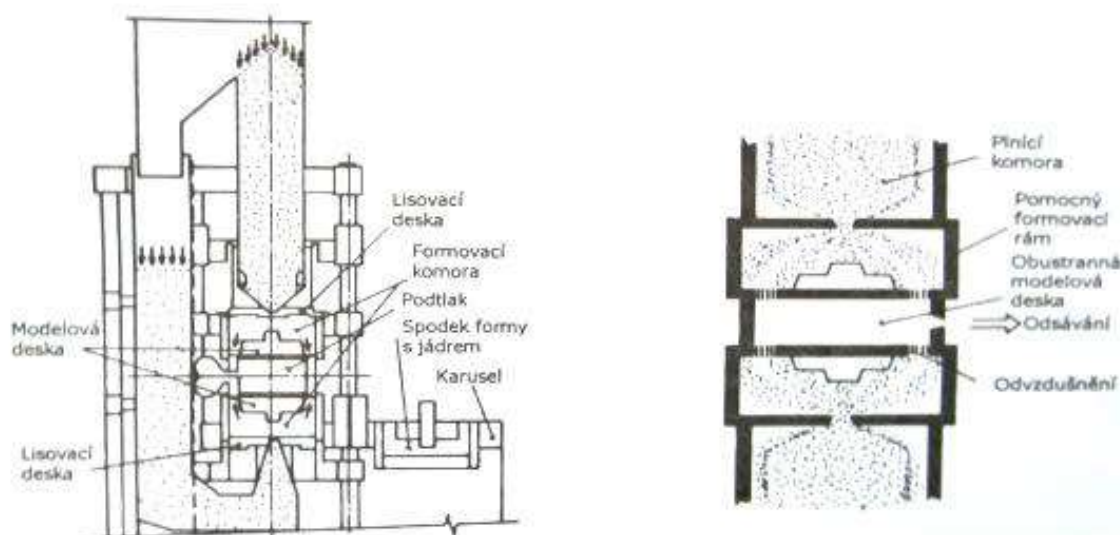 Lisovací
deska
Formovací
komora
Podtlak
Spodek formy
s jádrem
Karusel
Modelová
deska
Lisovací
deska
Plnící
komora
Pomocný
formovací
rám
Obustranná
modelová
deska
Odsávání
Odvzdušnění